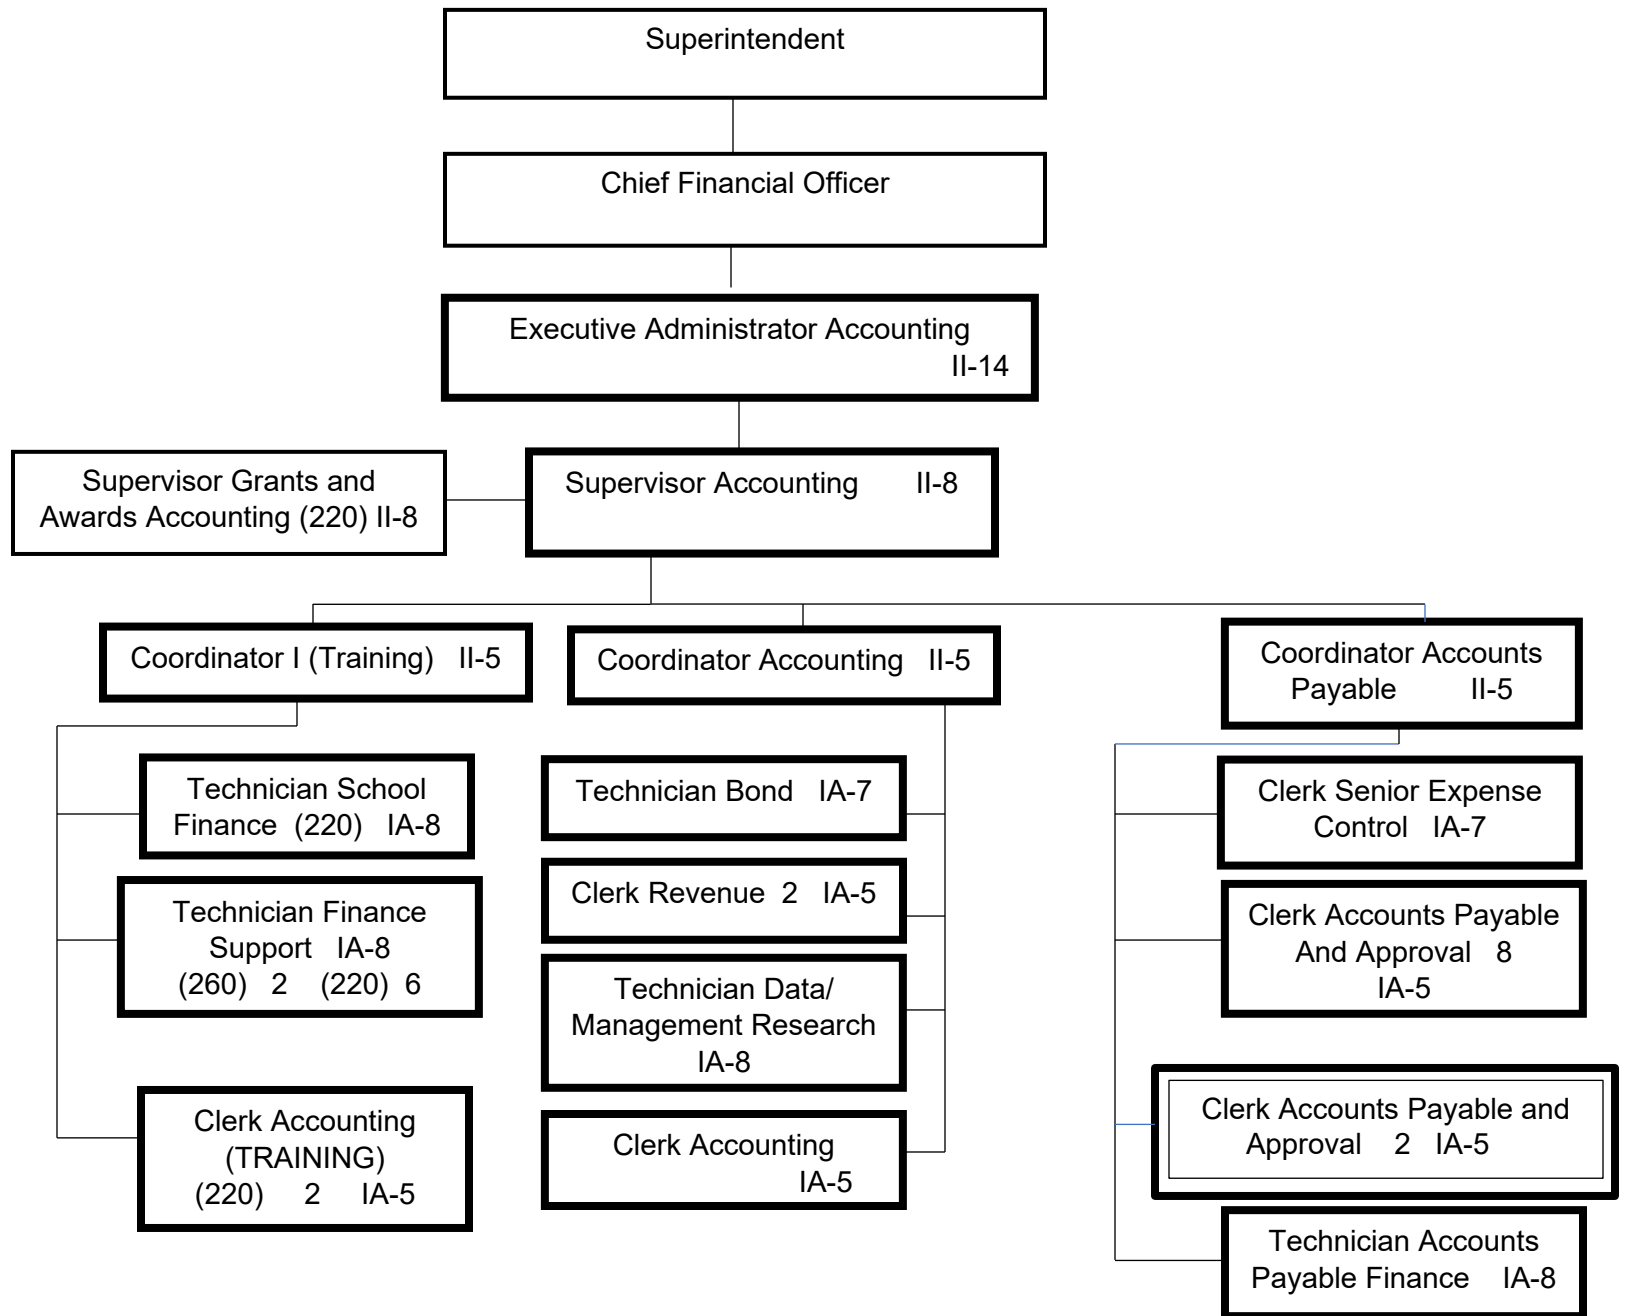 Superintendent
Chief Financial Officer
Executive Administrator Accounting
II-14
Supervisor Grants and
Awards Accounting (220) II-8
Supervisor Accounting II-8
Coordinator I (Training) II-5
Coordinator Accounting II-5
Coordinator Accounts
Payable II-5
Technician School
Finance (220) IA-8
Technician Finance
Support IA-8
(260) 2 (220) 6
Clerk Accounting
(TRAINING)
(220) 2 IA-5
Technician Bond IA-7
Clerk Revenue 2 IA-5
Technician Data/
Management Research
IA-8
Clerk Accounting
IA-5
Clerk Senior Expense
Control IA-7
Clerk Accounts Payable
And Approval 8
IA-5
Clerk Accounts Payable and
Approval 2 IA-5
Technician Accounts
Payable Finance IA-8